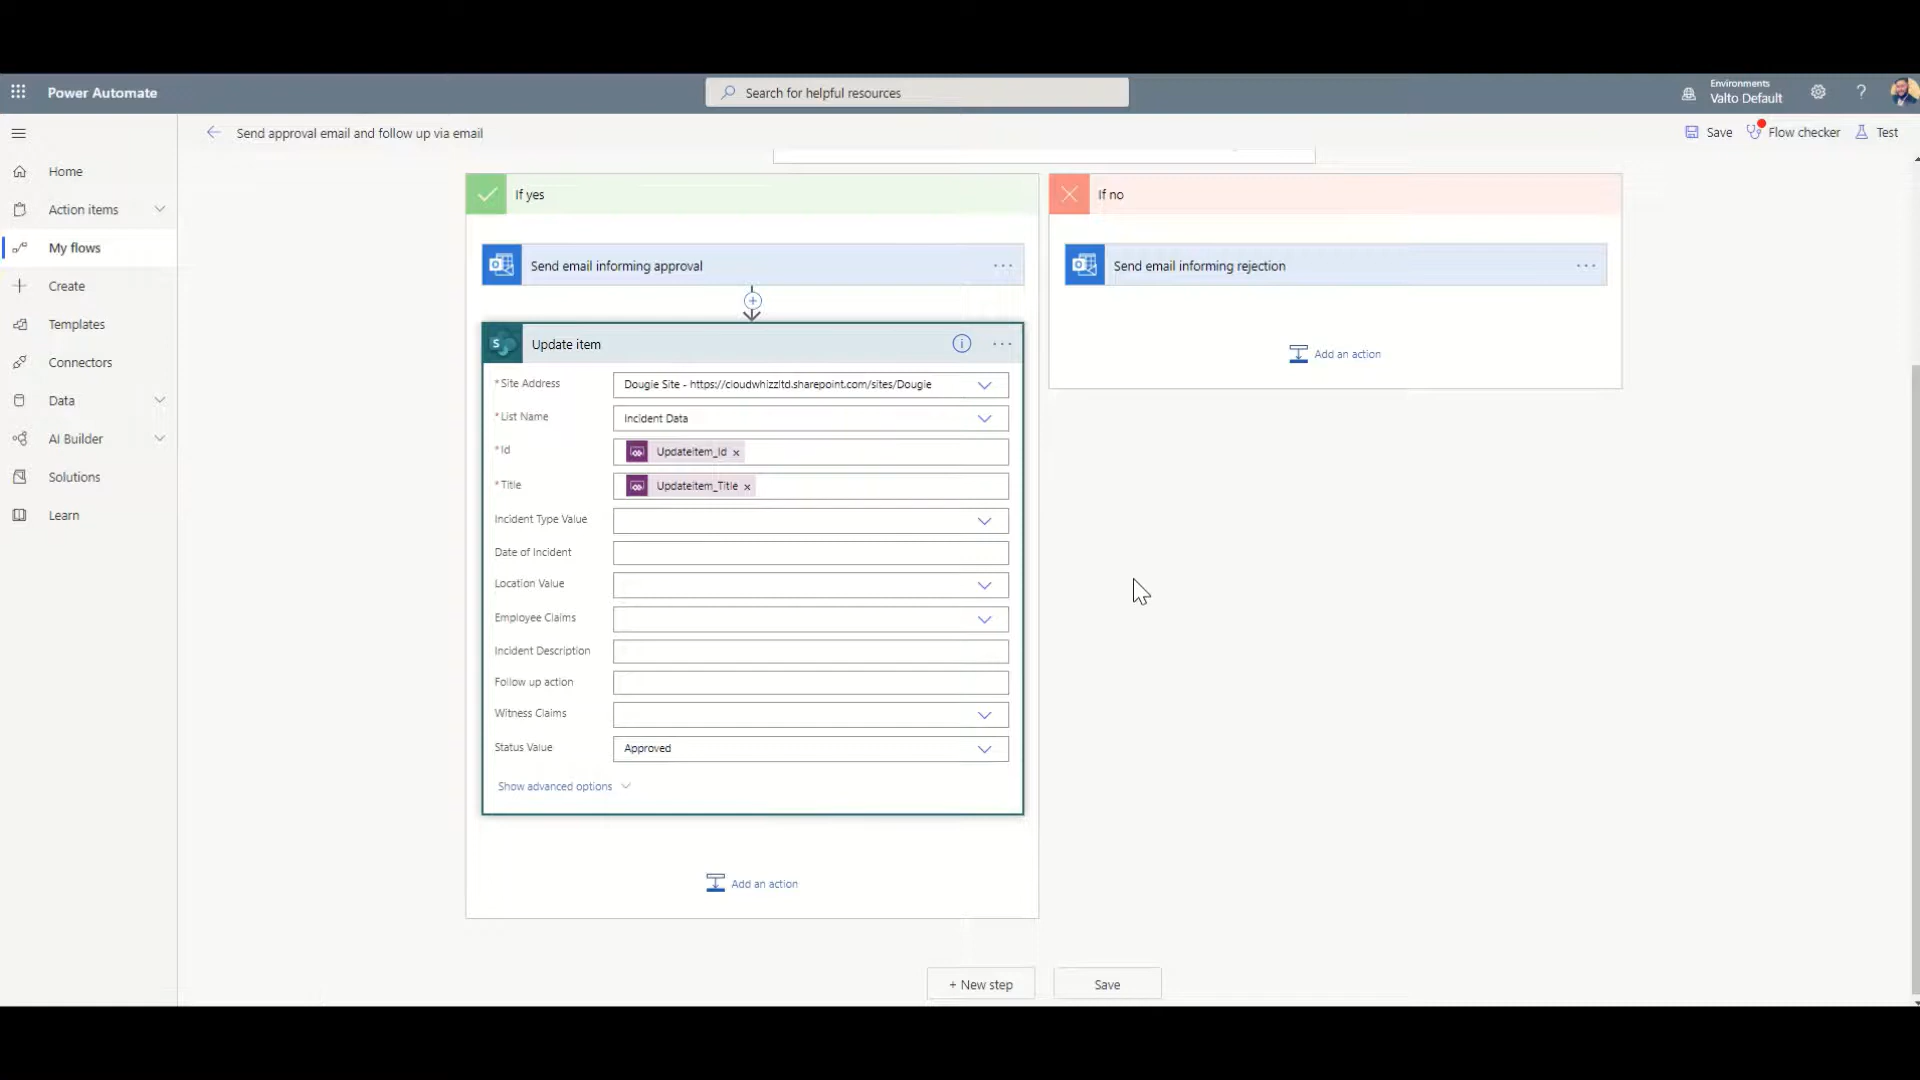 Power Automate
Search for helpful resources
Environments
Valto Default
?
Send approval email and follow up via email
Save
Flow checker
Test
Home
Action items
My flows
Create
Templates
Connectors
Data
AI Builder
Solutions
Learn
If yes
If no
Send email informing approval
...
Send email informing rejection
...
Add an action
S
Update item
...
* Site Address
Dougie Site - https://cloudwhizzltd.sharepoint.com/sites/Dougie
* List Name
Incident Data
* Id
UpdateItem_Id x
* Title
UpdateItem_Title x
Incident Type Value
Date of Incident
Location Value
Employee Claims
Incident Description
Follow up action
Witness Claims
Status Value
Approved
Show advanced options
Add an action
+ New step
Save